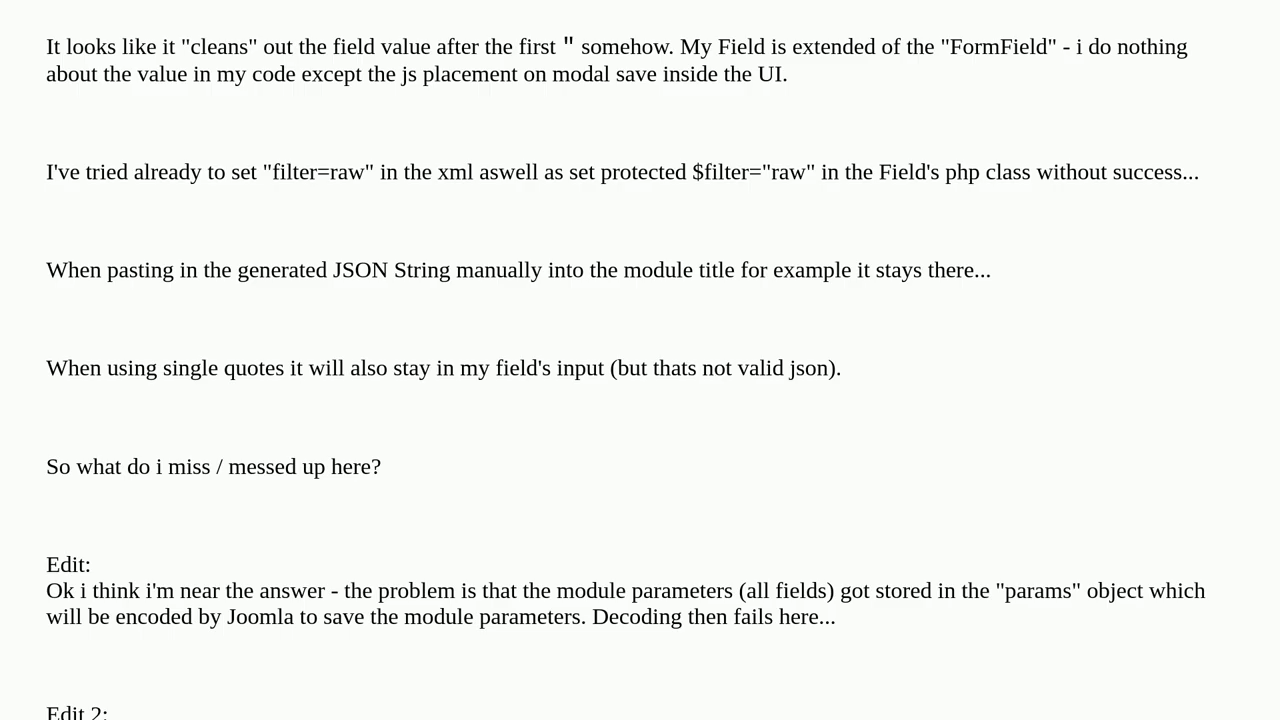 It looks like it "cleans" out the field value after the first " somehow. My Field is extended of the "FormField" - i do nothing
about the value in my code except the js placement on modal save inside the UI.
I've tried already to set "filter=raw" in the xml aswell as set protected $filter="raw" in the Field's php class without success...
When pasting in the generated JSON String manually into the module title for example it stays there...
When using single quotes it will also stay in my field's input (but thats not valid json).
So what do i miss / messed up here?
Edit:
Ok i think i'm near the answer - the problem is that the module parameters (all fields) got stored in the "params" object which
will be encoded by Joomla to save the module parameters. Decoding then fails here...
Edit 2: